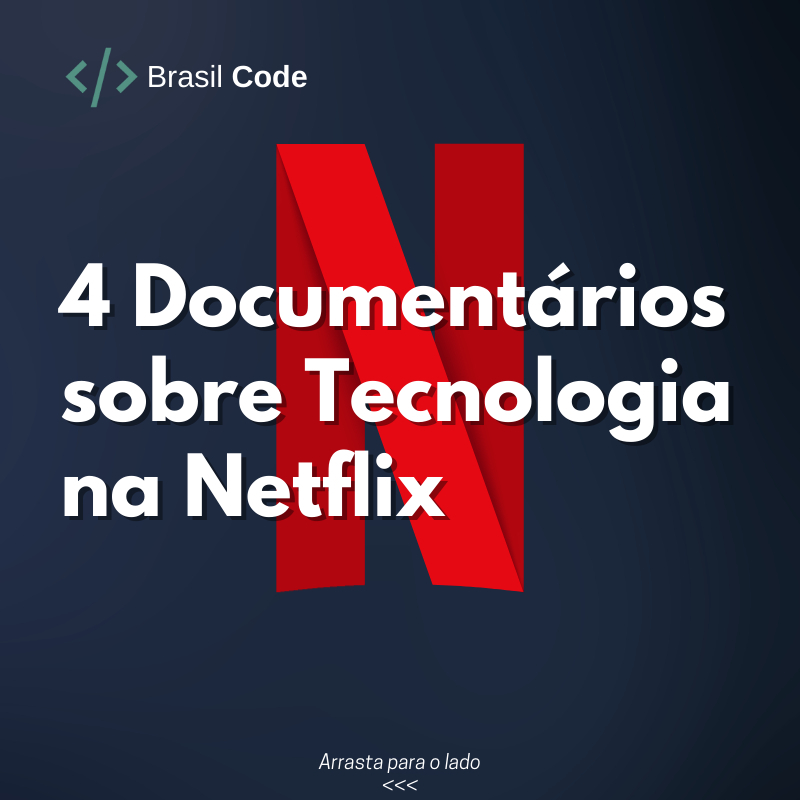 </> Brasil Code
4 Documentários
sobre Tecnologia
na Netflix
Arrasta para o lado
<<<